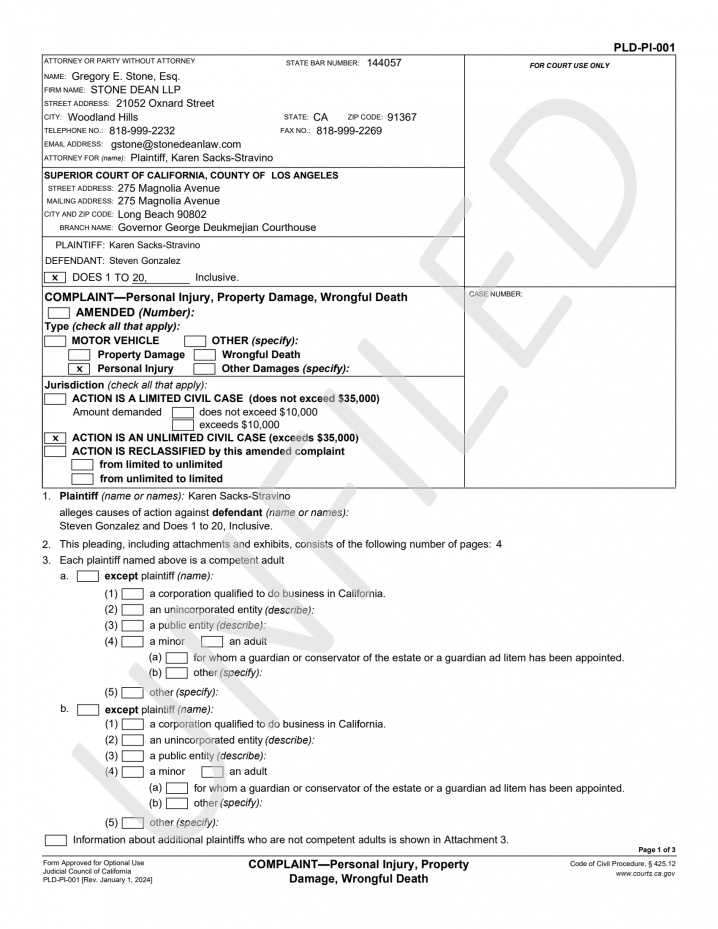 PLD-PI-001
ATTORNEY OR PARTY WITHOUT ATTORNEY STATE BAR NUMBER: 144057
NAME: Gregory E. Stone, Esq.
FIRM NAME: STONE DEAN LLP
STREET ADDRESS: 21052 Oxnard Street
CITY: Woodland Hills STATE: CA ZIP CODE: 91367
TELEPHONE NO.: 818-999-2232 FAX NO.: 818-999-2269
EMAIL ADDRESS: gstone@stonedeanlaw.com
ATTORNEY FOR (name): Plaintiff, Karen Sacks-Stravino
FOR COURT USE ONLY
SUPERIOR COURT OF CALIFORNIA, COUNTY OF LOS ANGELES
STREET ADDRESS: 275 Magnolia Avenue
MAILING ADDRESS: 275 Magnolia Avenue
CITY AND ZIP CODE: Long Beach 90802
BRANCH NAME: Governor George Deukmejian Courthouse
PLAINTIFF: Karen Sacks-Stravino
DEFENDANT: Steven Gonzalez
x DOES 1 TO 20, Inclusive.
COMPLAINT—Personal Injury, Property Damage, Wrongful Death
AMENDED (Number):
Type (check all that apply):
MOTOR VEHICLE OTHER (specify):
Property Damage Wrongful Death
x Personal Injury Other Damages (specify):
CASE NUMBER:
Jurisdiction (check all that apply):
ACTION IS A LIMITED CIVIL CASE (does not exceed $35,000)
Amount demanded does not exceed $10,000
exceeds $10,000
x ACTION IS AN UNLIMITED CIVIL CASE (exceeds $35,000)
ACTION IS RECLASSIFIED by this amended complaint
from limited to unlimited
from unlimited to limited
1. Plaintiff (name or names): Karen Sacks-Stravino
alleges causes of action against defendant (name or names):
Steven Gonzalez and Does 1 to 20, Inclusive.
2. This pleading, including attachments and exhibits, consists of the following number of pages: 4
3. Each plaintiff named above is a competent adult
a. except plaintiff (name):
(1) a corporation qualified to do business in California.
(2) an unincorporated entity (describe):
(3) a public entity (describe):
(4) a minor an adult
(a) for whom a guardian or conservator of the estate or a guardian ad litem has been appointed.
(b) other (specify):
(5) other (specify):
b. except plaintiff (name):
(1) a corporation qualified to do business in California.
(2) an unincorporated entity (describe):
(3) a public entity (describe):
(4) a minor an adult
(a) for whom a guardian or conservator of the estate or a guardian ad litem has been appointed.
(b) other (specify):
(5) other (specify):
Information about additional plaintiffs who are not competent adults is shown in Attachment 3.
Page 1 of 3
Form Approved for Optional Use
Judicial Council of California
PLD-PI-001 [Rev. January 1, 2024]
COMPLAINT—Personal Injury, Property
Damage, Wrongful Death
Code of Civil Procedure, § 425.12
www.courts.ca.gov
UNFILED